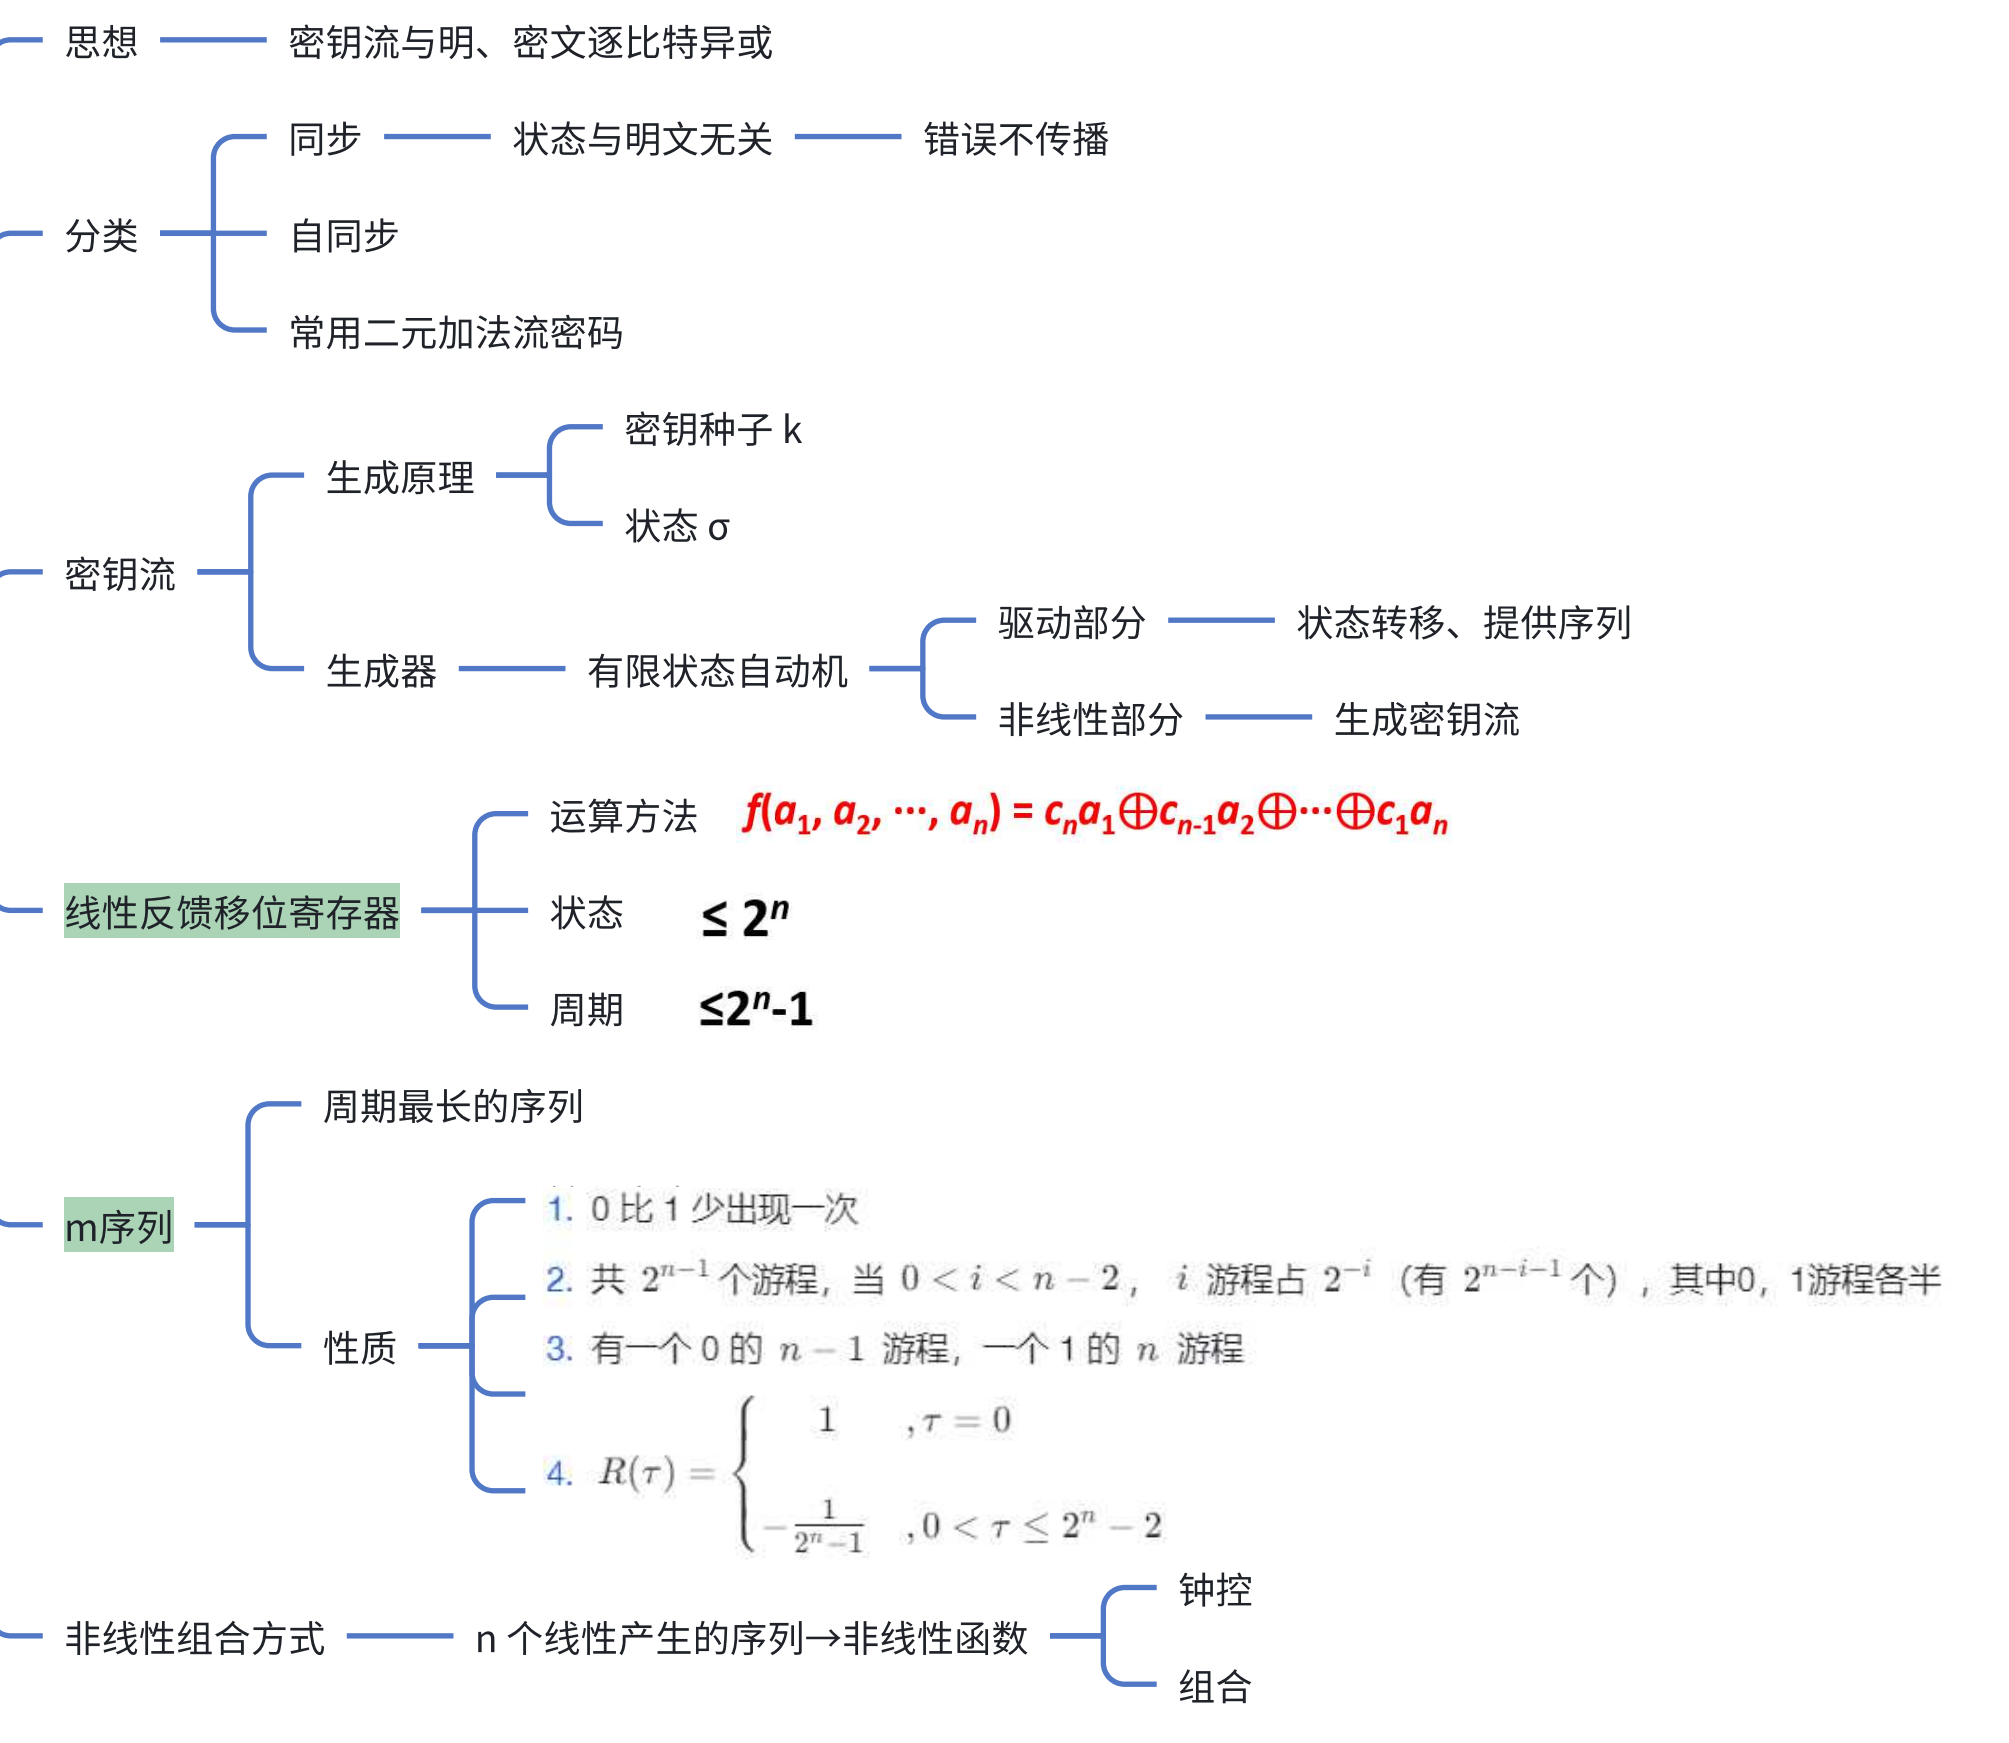 思想 密钥流与明、密文逐比特异或
同步 状态与明文无关 错误不传播
分类 自同步
常用二元加法流密码
密钥种子 k
生成原理
状态 σ
密钥流
驱动部分 状态转移、提供序列
生成器 有限状态自动机
非线性部分 生成密钥流
运算方法 f(a₁, a₂, ⋯, aₙ) = cₙa₁⊕cₙ₋₁a₂⊕⋯⊕c₁aₙ
线性反馈移位寄存器 状态 ≤ 2ⁿ
周期 ≤2ⁿ-1
周期最长的序列
m序列
1. 0 比 1 少出现一次
2. 共 2^{n−1} 个游程，当 0 < i < n − 2， i 游程占 2^{−i} （有 2^{n−i−1} 个），其中0，1游程各半
性质
3. 有一个 0 的 n − 1 游程，一个 1 的 n 游程
4. R(τ) = { 1 , τ = 0
−1/(2ⁿ−1) , 0 < τ ≤ 2ⁿ − 2
钟控
非线性组合方式 n 个线性产生的序列→非线性函数
组合